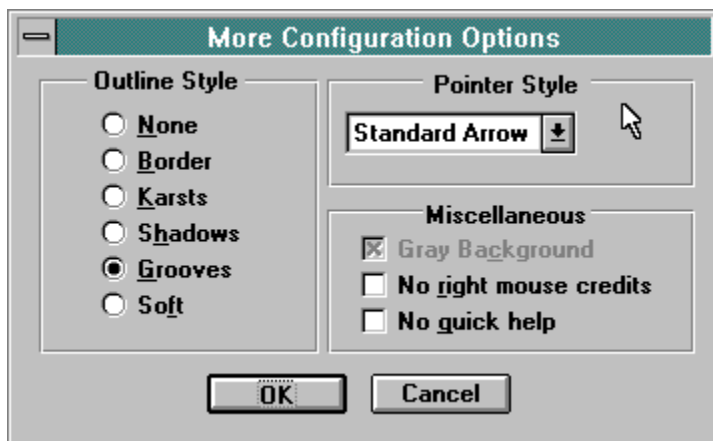 More Configuration Options
Outline Style
None
Border
Karsts
Shadows
Grooves
Soft
Pointer Style
Standard Arrow
Miscellaneous
Gray Background
No right mouse credits
No quick help
OK
Cancel